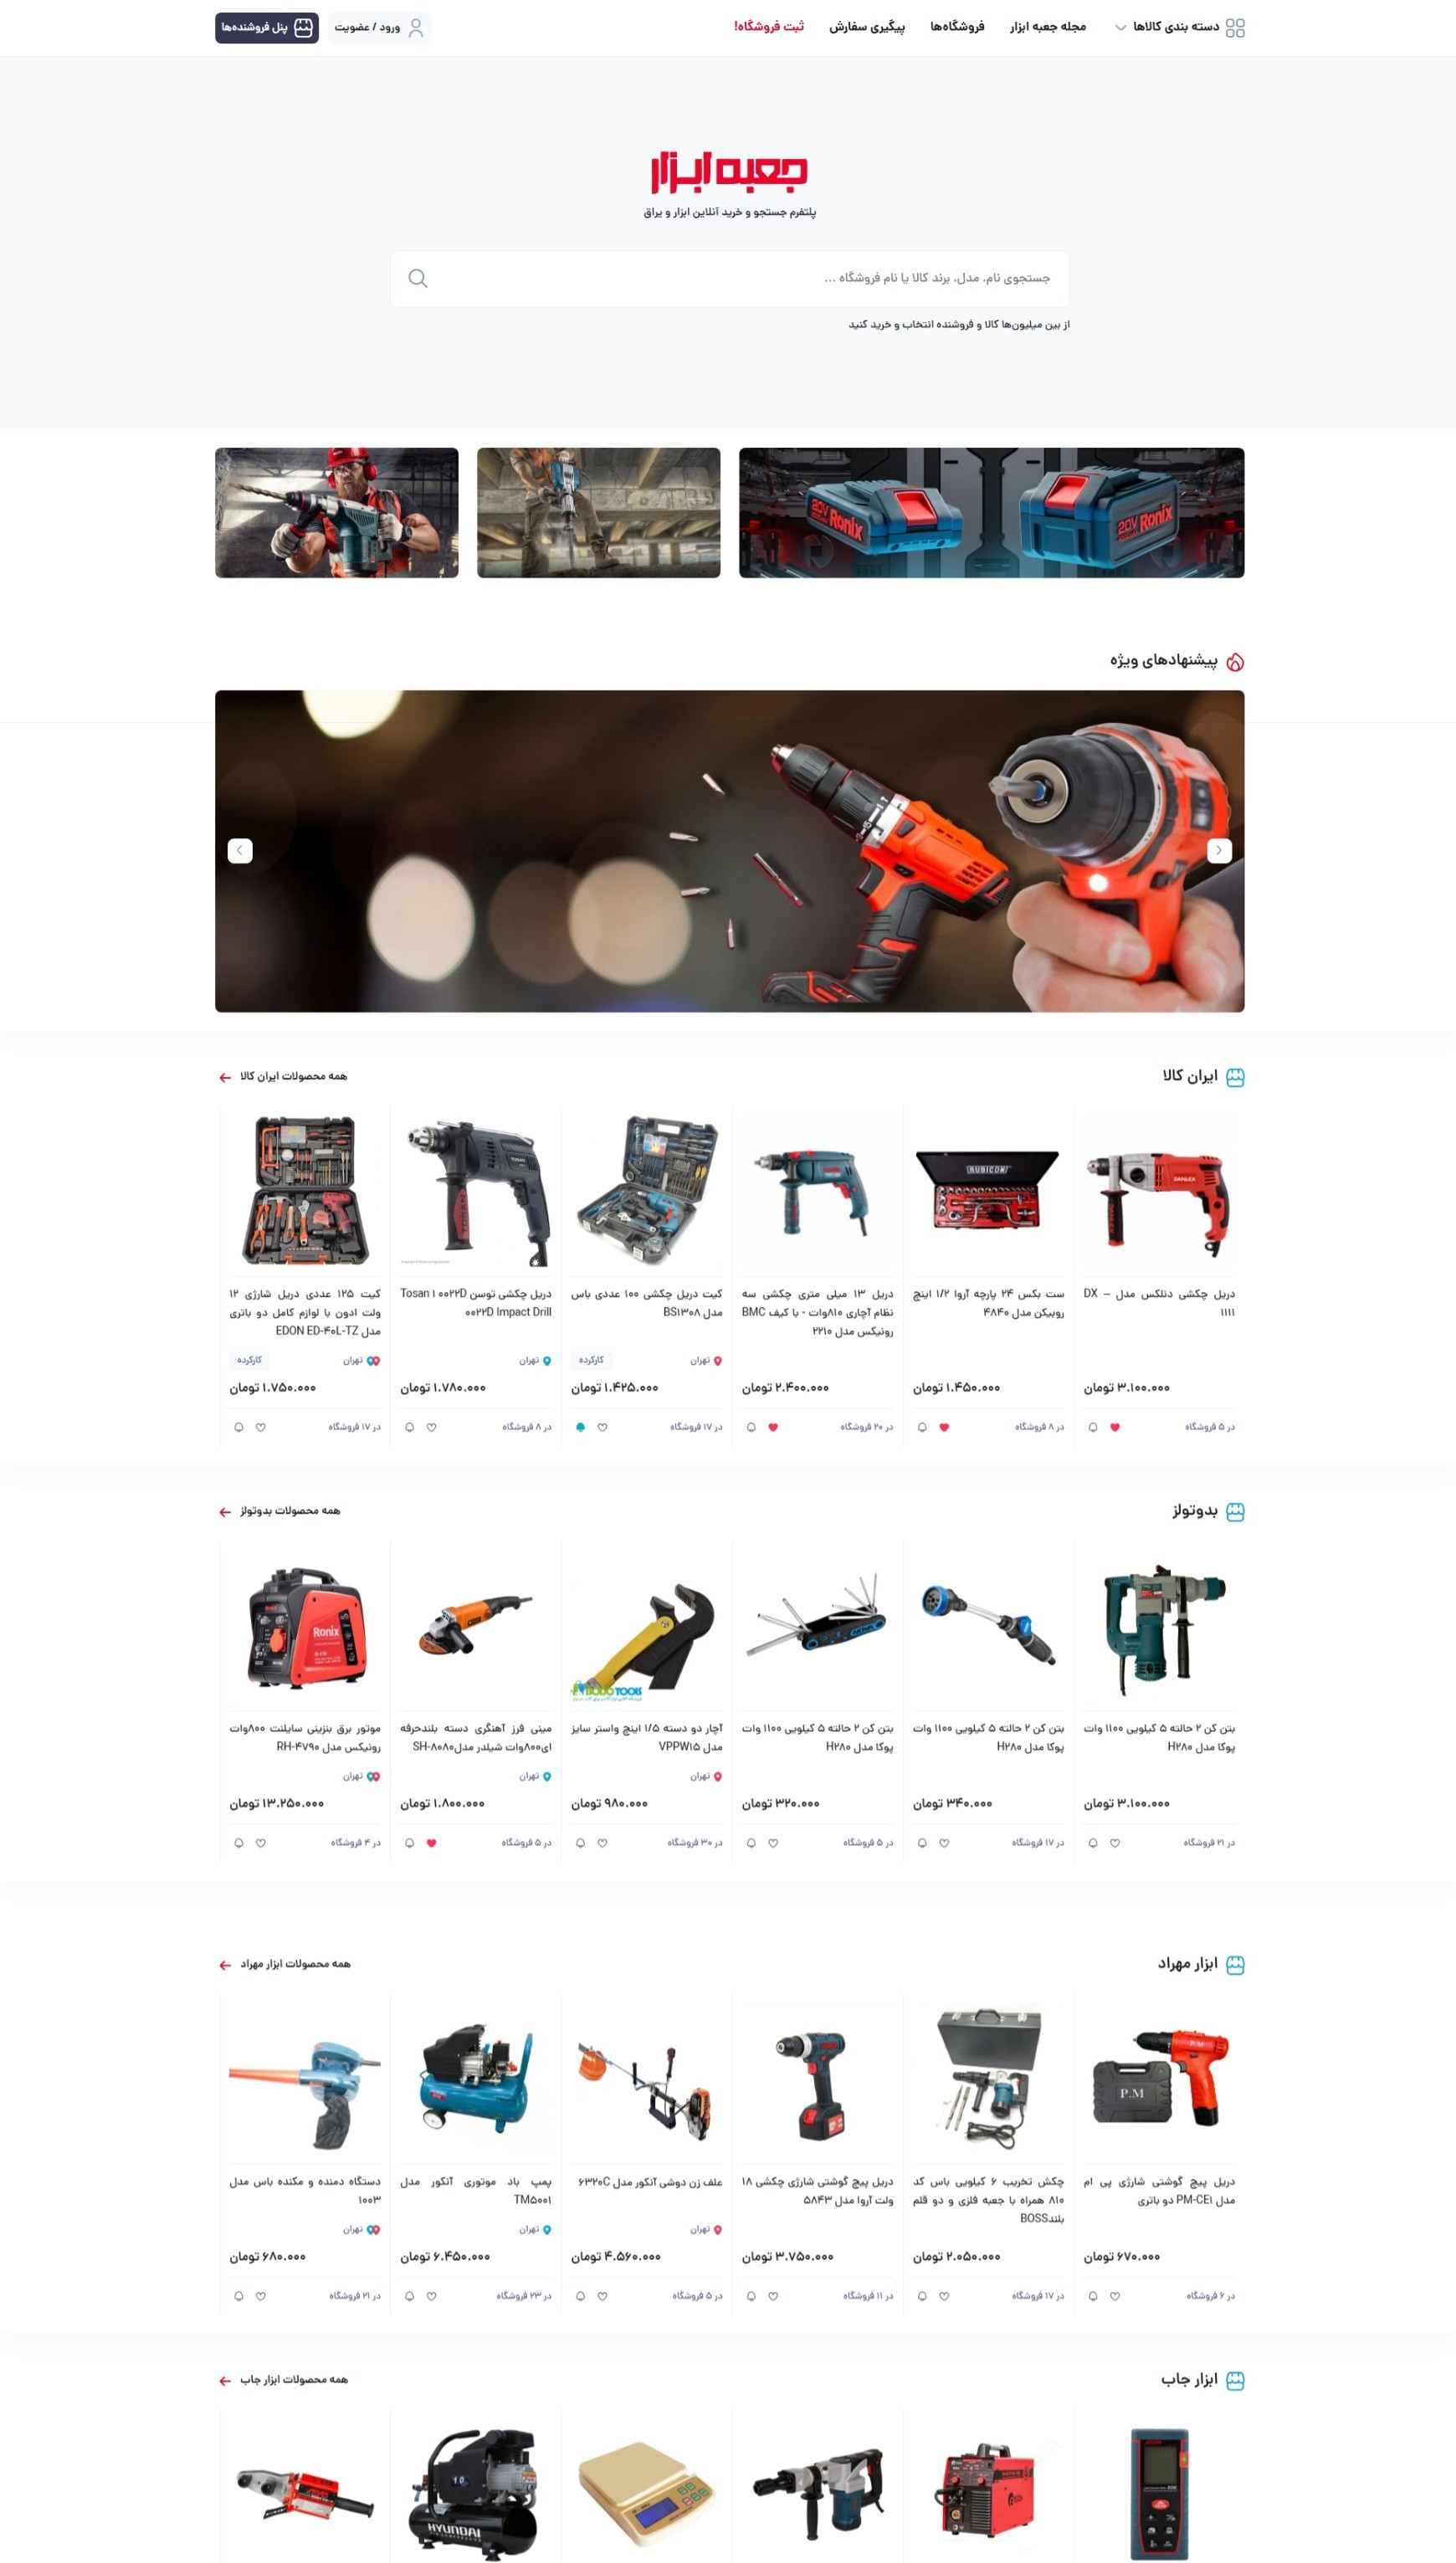 دسته بندی کالاها
مجله جعبه ابزار
فروشگاه‌ها
پیگیری سفارش
ثبت فروشگاه!
ورود / عضویت
پنل فروشنده‌ها
جعبه ابزار
پلتفرم جستجو و خرید آنلاین ابزار و یراق
جستجوی نام، مدل، برند کالا یا نام فروشگاه ...
از بین میلیون‌ها کالا و فروشنده انتخاب و خرید کنید
20V Ronix
20V Ronix
پیشنهادهای ویژه
ایران کالا
همه محصولات ایران کالا
DANLEX
RUBICON
TOSAN
دریل چکشی دنلکس مدل DX –
۱۱۱۱
۳.۱۰۰.۰۰۰ تومان
در ۵ فروشگاه
ست بکس ۲۴ پارچه آروا ۱/۲ اینچ
روبیکن مدل ۴۸۴۰
۱.۴۵۰.۰۰۰ تومان
در ۸ فروشگاه
دریل ۱۳ میلی متری چکشی سه
نظام آچاری ۸۱۰وات - با کیف BMC
رونیکس مدل ۲۲۱۰
۲.۴۰۰.۰۰۰ تومان
در ۲۰ فروشگاه
کیت دریل چکشی ۱۰۰ عددی باس
مدل BS۱۳۰۸
تهران
کارکرده
۱.۴۲۵.۰۰۰ تومان
در ۱۷ فروشگاه
دریل چکشی توسن ۰۰۲۲D ا Tosan
۰۰۲۲D Impact Drill
تهران
۱.۷۸۰.۰۰۰ تومان
در ۸ فروشگاه
کیت ۱۲۵ عددی دریل شارژی ۱۲
ولت ادون با لوازم کامل دو باتری
مدل EDON ED-۴۰L-TZ
تهران
کارکرده
۱.۷۵۰.۰۰۰ تومان
در ۱۷ فروشگاه
بدوتولز
همه محصولات بدوتولز
NOVA
BODO TOOLS
Ronix
بتن کن ۲ حالته ۵ کیلویی ۱۱۰۰ وات
پوکا مدل H۲۸۰
۳.۱۰۰.۰۰۰ تومان
در ۲۱ فروشگاه
بتن کن ۲ حالته ۵ کیلویی ۱۱۰۰ وات
پوکا مدل H۲۸۰
۳۴۰.۰۰۰ تومان
در ۱۷ فروشگاه
بتن کن ۲ حالته ۵ کیلویی ۱۱۰۰ وات
پوکا مدل H۲۸۰
۳۲۰.۰۰۰ تومان
در ۵ فروشگاه
آچار دو دسته ۱/۵ اینچ واستر سایز
مدل VPPW۱۵
تهران
۹۸۰.۰۰۰ تومان
در ۳۰ فروشگاه
مینی فرز آهنگری دسته بلندحرفه
ای۸۰۰وات شیلدر مدل۸۰۸۰-SH
تهران
۱.۸۰۰.۰۰۰ تومان
در ۵ فروشگاه
موتور برق بنزینی سایلنت ۸۰۰وات
رونیکس مدل RH-۴۷۹۰
تهران
۱۳.۲۵۰.۰۰۰ تومان
در ۴ فروشگاه
ابزار مهراد
همه محصولات ابزار مهراد
P.M
P.M
دریل پیچ گوشتی شارژی پی ام
مدل PM-CE۱ دو باتری
۶۷۰.۰۰۰ تومان
در ۶ فروشگاه
چکش تخریب ۶ کیلویی باس کد
۸۱۰ همراه با جعبه فلزی و دو قلم
بلندBOSS
۲.۰۵۰.۰۰۰ تومان
در ۱۷ فروشگاه
دریل پیچ گوشتی شارژی چکشی ۱۸
ولت آروا مدل ۵۸۴۳
۳.۷۵۰.۰۰۰ تومان
در ۱۱ فروشگاه
علف زن دوشی آنکور مدل ۶۳۲۰C
تهران
۴.۵۶۰.۰۰۰ تومان
در ۵ فروشگاه
پمپ باد موتوری آنکور مدل
TM۵۰۰۱
تهران
۶.۴۵۰.۰۰۰ تومان
در ۲۳ فروشگاه
دستگاه دمنده و مکنده باس مدل
۱۰۰۳
تهران
۶۸۰.۰۰۰ تومان
در ۲۱ فروشگاه
ابزار جاب
همه محصولات ابزار جاب
10
HYUNDAI